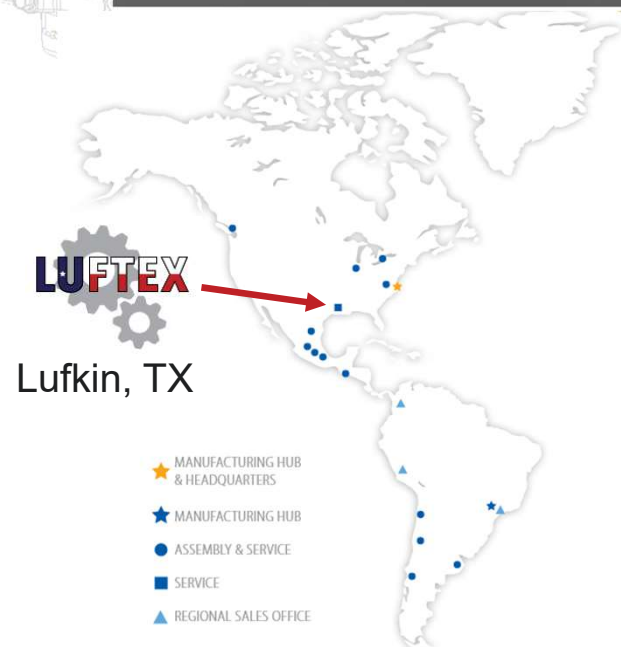 LUFTEX
Lufkin, TX
MANUFACTURING HUB
& HEADQUARTERS
MANUFACTURING HUB
ASSEMBLY & SERVICE
SERVICE
REGIONAL SALES OFFICE